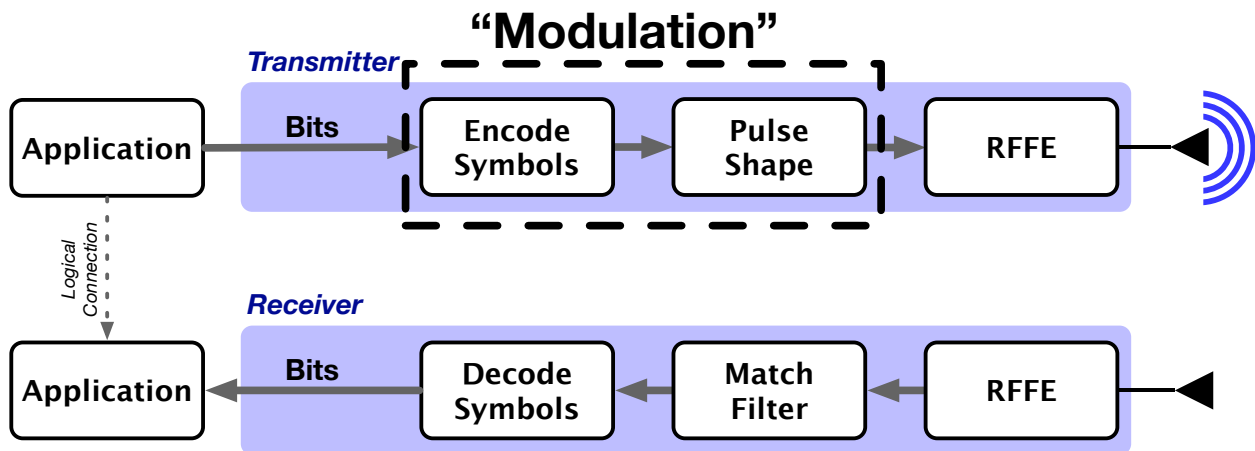 “Modulation”
Transmitter
Application
Bits
Encode
Symbols
Pulse
Shape
RFFE
Logical
Connection
Receiver
Application
Bits
Decode
Symbols
Match
Filter
RFFE